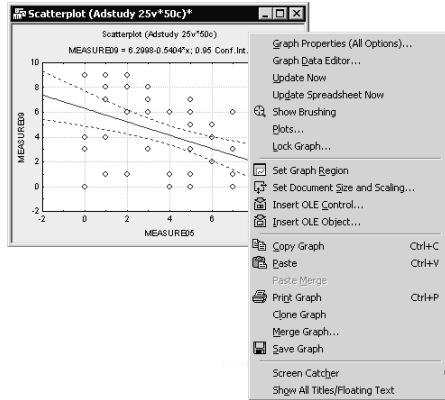 Scatterplot (Adstudy 25v*50c)*
Scatterplot (Adstudy 25v*50c)
MEASURE09 = 6.2998-0.5404*x; 0.95 Conf.Int.
10
8
6
4
2
0
-2
MEASURE09
-2
0
2
4
6
MEASURE05
Graph Properties (All Options)...
Graph Data Editor...
Update Now
Update Spreadsheet Now
Show Brushing
Plots...
Lock Graph...
Set Graph Region
Set Document Size and Scaling...
Insert OLE Control...
Insert OLE Object...
Copy Graph Ctrl+C
Paste Ctrl+V
Paste Merge
Print Graph Ctrl+P
Clone Graph
Merge Graph...
Save Graph
Screen Catcher
Show All Titles/Floating Text